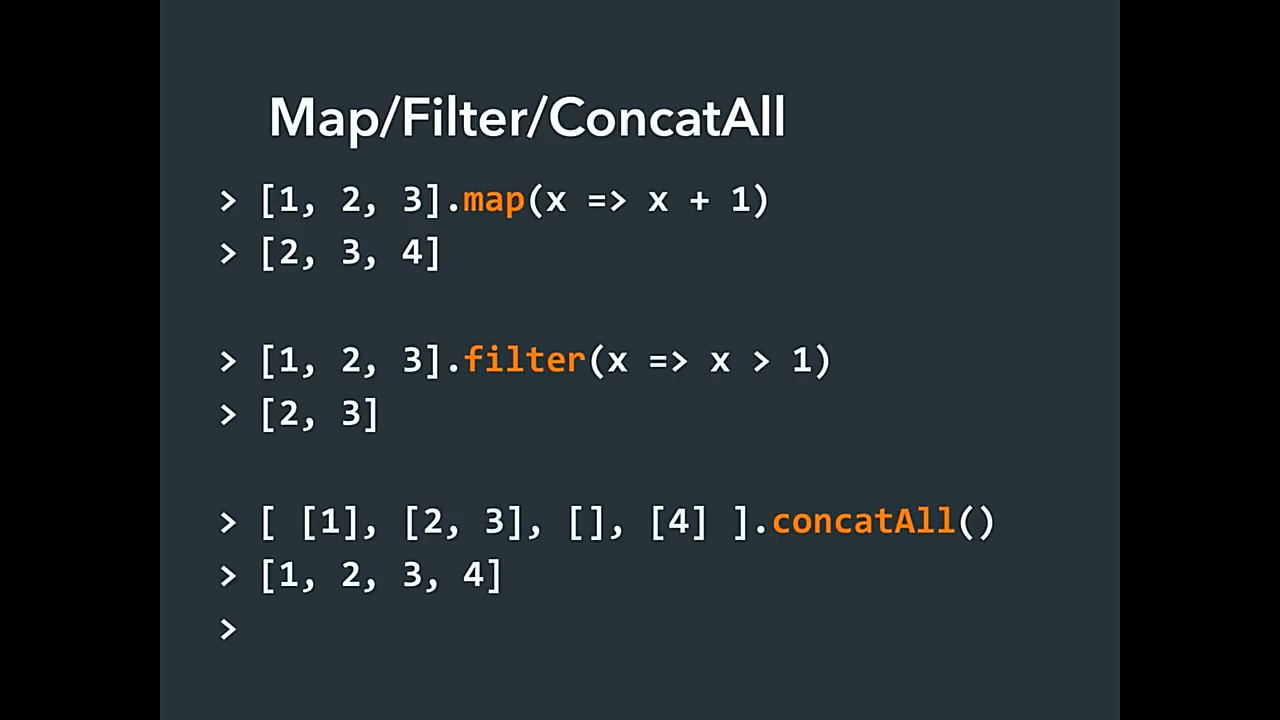 Map/Filter/ConcatAll
> [1, 2, 3].map(x => x + 1)
> [2, 3, 4]
> [1, 2, 3].filter(x => x > 1)
> [2, 3]
> [ [1], [2, 3], [], [4] ].concatAll()
> [1, 2, 3, 4]
>